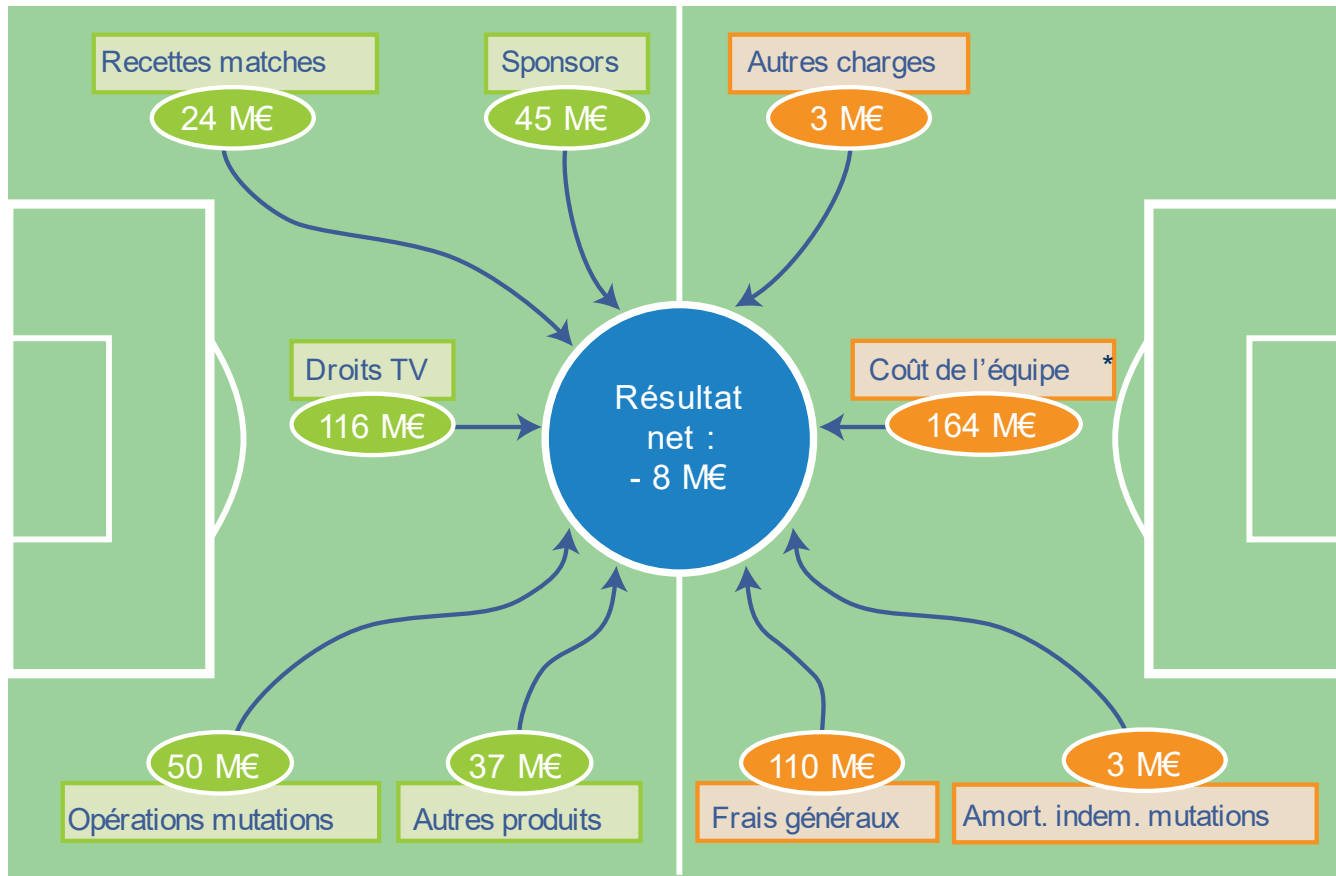 Recettes matches
24 M€
Sponsors
45 M€
Autres charges
3 M€
Droits TV
116 M€
Résultat
net :
- 8 M€
Coût de l’équipe *
164 M€
50 M€
Opérations mutations
37 M€
Autres produits
110 M€
Frais généraux
3 M€
Amort. indem. mutations